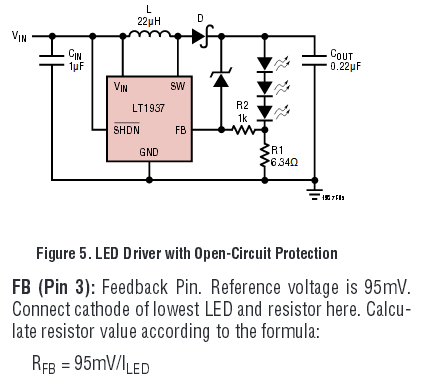 L
22µH
D
VIN
CIN
1µF
COUT
0.22µF
VIN
SW
LT1937
SHDN
FB
GND
R2
1k
R1
6.34Ω
Figure 5. LED Driver with Open-Circuit Protection
FB (Pin 3): Feedback Pin. Reference voltage is 95mV.
Connect cathode of lowest LED and resistor here. Calcu-
late resistor value according to the formula:
RFB = 95mV/ILED